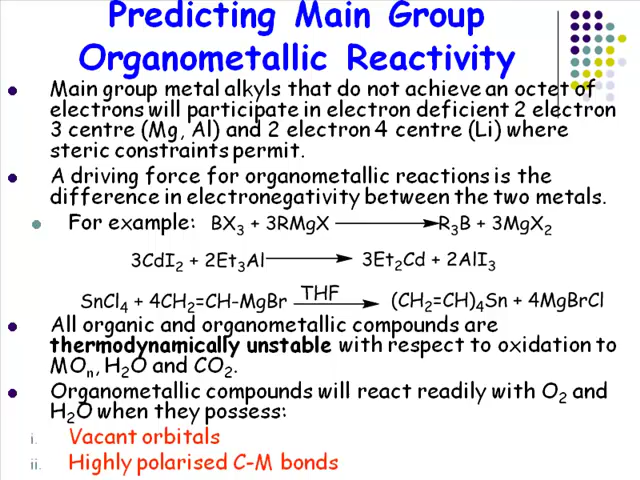 Predicting Main Group
Organometallic Reactivity
Main group metal alkyls that do not achieve an octet of
electrons will participate in electron deficient 2 electron
3 centre (Mg, Al) and 2 electron 4 centre (Li) where
steric constraints permit.
A driving force for organometallic reactions is the
difference in electronegativity between the two metals.
For example: BX₃ + 3RMgX ⟶ R₃B + 3MgX₂
3CdI₂ + 2Et₃Al ⟶ 3Et₂Cd + 2AlI₃
SnCl₄ + 4CH₂=CH-MgBr THF ⟶ (CH₂=CH)₄Sn + 4MgBrCl
All organic and organometallic compounds are
thermodynamically unstable with respect to oxidation to
MOₙ, H₂O and CO₂.
Organometallic compounds will react readily with O₂ and
H₂O when they possess:
i. Vacant orbitals
ii. Highly polarised C-M bonds